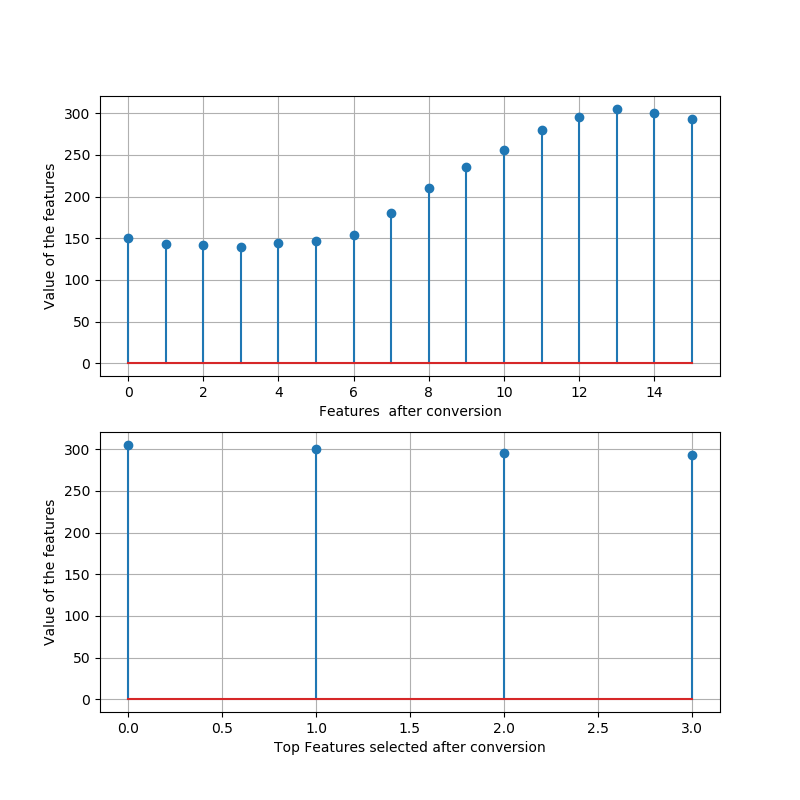 300
250
200
150
100
50
0
Value of the features
0 2 4 6 8 10 12 14
Features after conversion
300
250
200
150
100
50
0
Value of the features
0.0 0.5 1.0 1.5 2.0 2.5 3.0
Top Features selected after conversion